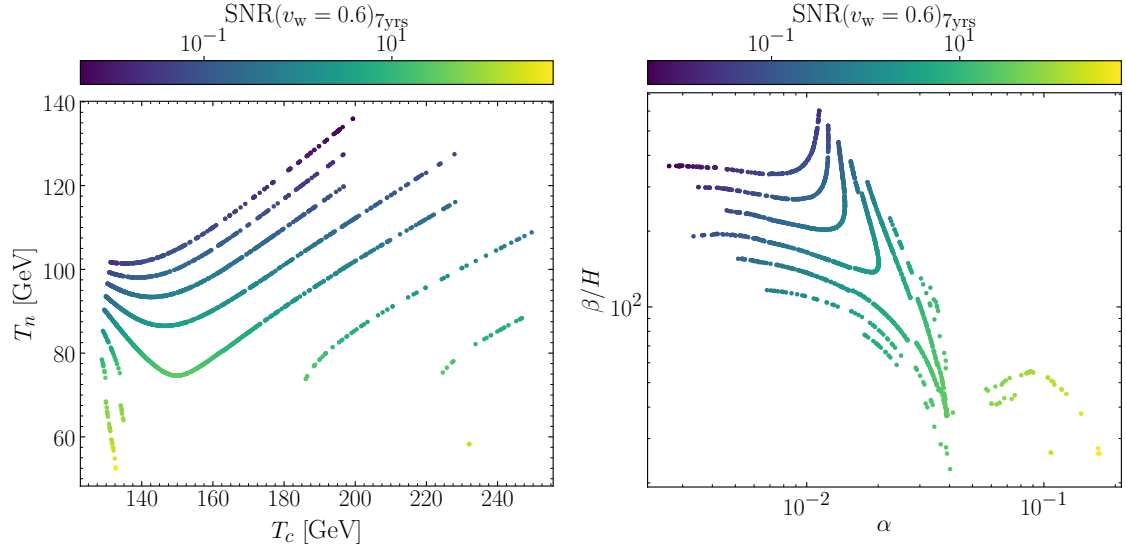 SNR(v_w = 0.6)_7yrs
10^−1 10^1
T_n [GeV]
140
120
100
80
60
140 160 180 200 220 240
T_c [GeV]
SNR(v_w = 0.6)_7yrs
10^−1 10^1
β/H
10^2
10^−2 10^−1
α